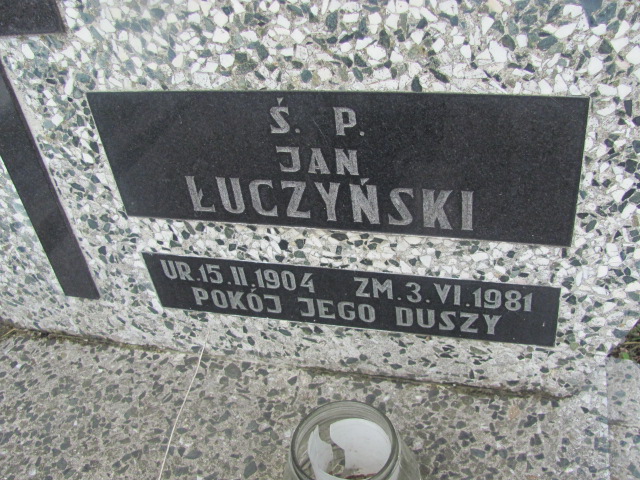 Ś. P.
JAN
ŁUCZYŃSKI
UR.15.II.1904 ZM.3.VI.1981
POKÓJ JEGO DUSZY